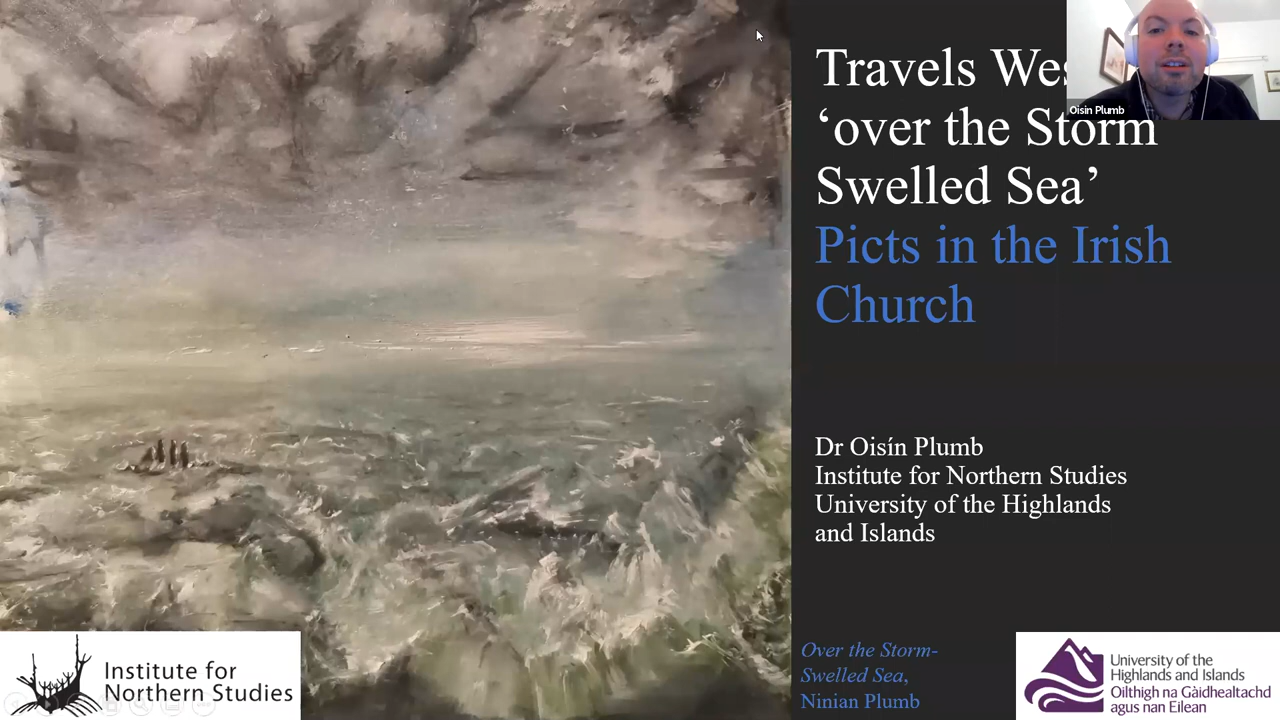 Travels Wes
‘over the Storm
Swelled Sea’
Picts in the Irish
Church
Oisín Plumb
Dr Oisín Plumb
Institute for Northern Studies
University of the Highlands
and Islands
Over the Storm-
Swelled Sea,
Ninian Plumb
Institute for
Northern Studies
University of the
Highlands and Islands
Oilthigh na Gàidhealtachd
agus nan Eilean